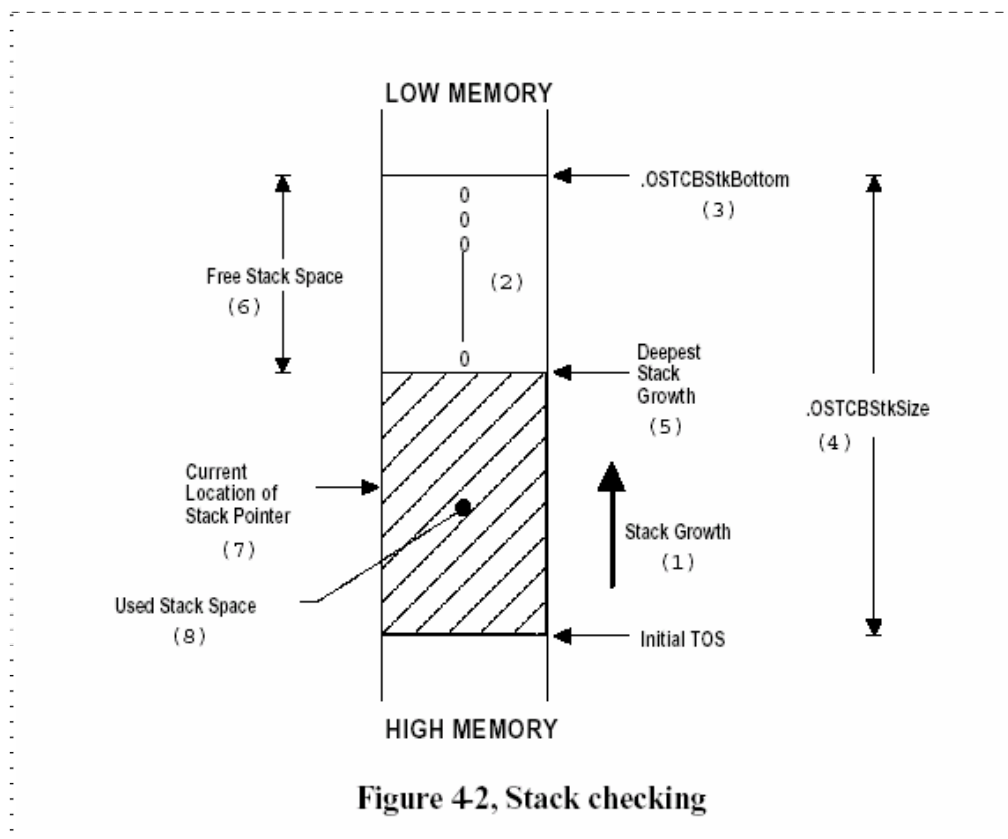 LOW MEMORY
.OSTCBStkBottom
(3)
0
0
0
(2)
0
Free Stack Space
(6)
Deepest
Stack
Growth
(5)
.OSTCBStkSize
(4)
Current
Location of
Stack Pointer
(7)
Stack Growth
(1)
Used Stack Space
(8)
Initial TOS
HIGH MEMORY
Figure 4-2, Stack checking